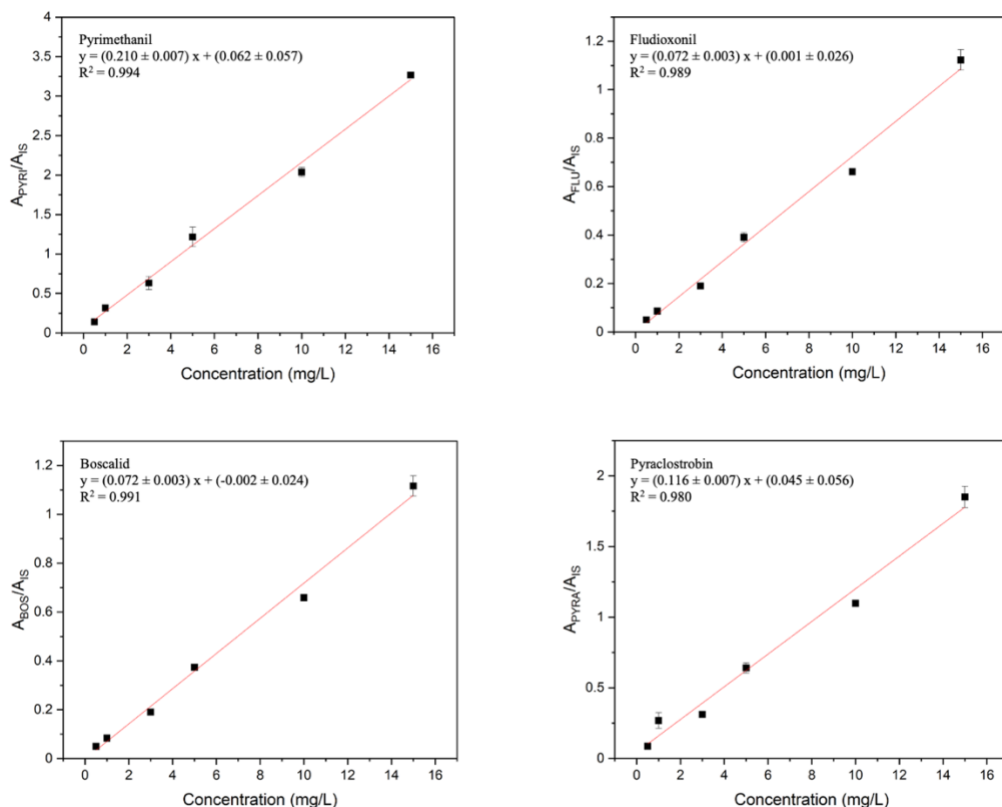 Pyrimethanil
y = (0.210 ± 0.007) x + (0.062 ± 0.057)
R² = 0.994
A_PYRI/A_IS
4
3.5
3
2.5
2
1.5
1
0.5
0
0 2 4 6 8 10 12 14 16
Concentration (mg/L)
Fludioxonil
y = (0.072 ± 0.003) x + (0.001 ± 0.026)
R² = 0.989
A_FLU/A_IS
1.2
1
0.8
0.6
0.4
0.2
0
0 2 4 6 8 10 12 14 16
Concentration (mg/L)
Boscalid
y = (0.072 ± 0.003) x + (-0.002 ± 0.024)
R² = 0.991
A_BOS/A_IS
1.2
1
0.8
0.6
0.4
0.2
0
0 2 4 6 8 10 12 14 16
Concentration (mg/L)
Pyraclostrobin
y = (0.116 ± 0.007) x + (0.045 ± 0.056)
R² = 0.980
A_PYRA/A_IS
2
1.5
1
0.5
0
0 2 4 6 8 10 12 14 16
Concentration (mg/L)